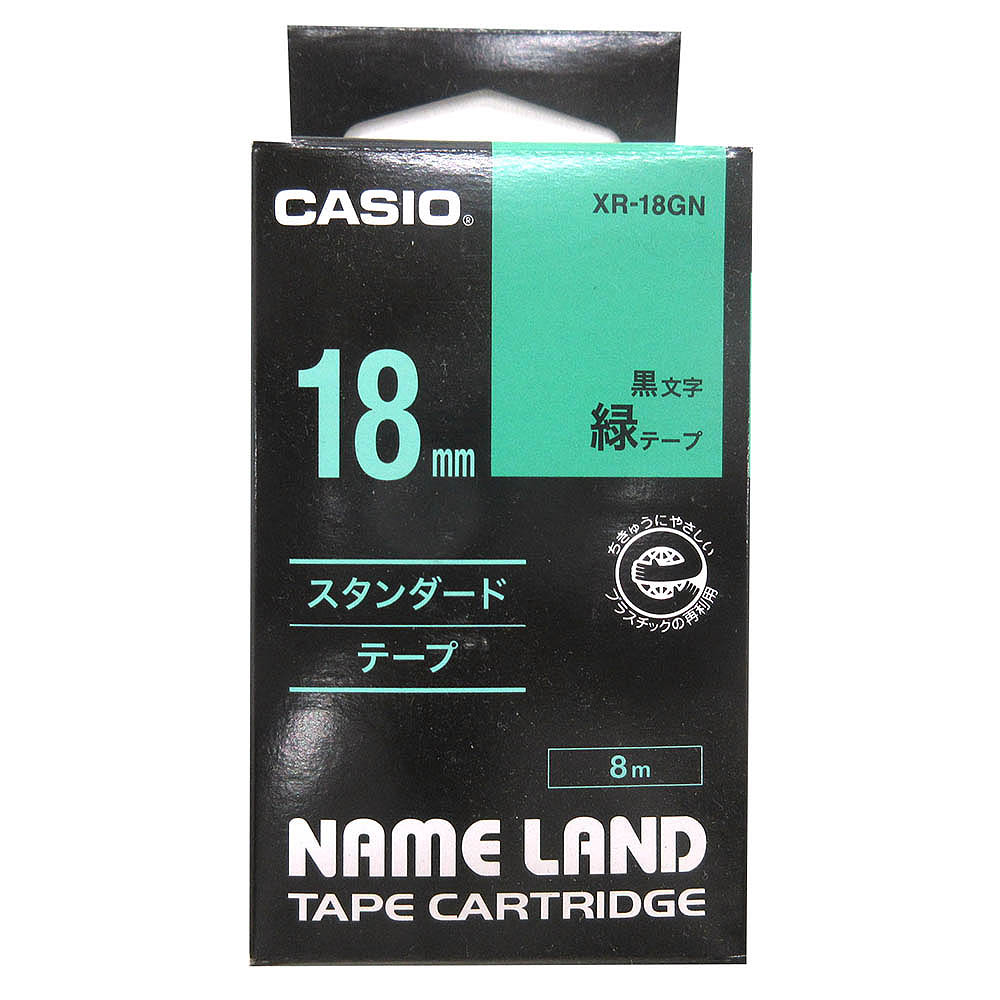 CASIO®
XR-18GN
18mm
黒文字
緑テープ
ちきゅうにやさしい
プラスチックの再利用
スタンダード
テープ
8m
NAME LAND
TAPE CARTRIDGE